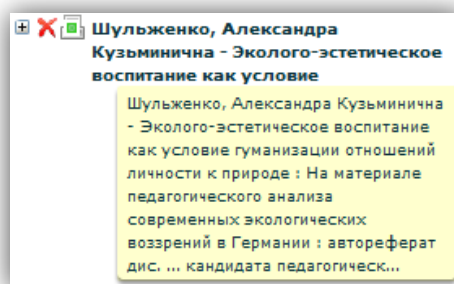 Шульженко, Александра
Кузьминична - Эколого-эстетическое
воспитание как условие
Шульженко, Александра Кузьминична
- Эколого-эстетическое воспитание
как условие гуманизации отношений
личности к природе : На материале
педагогического анализа
современных экологических
воззрений в Германии : автореферат
дис. ... кандидата педагогическ...